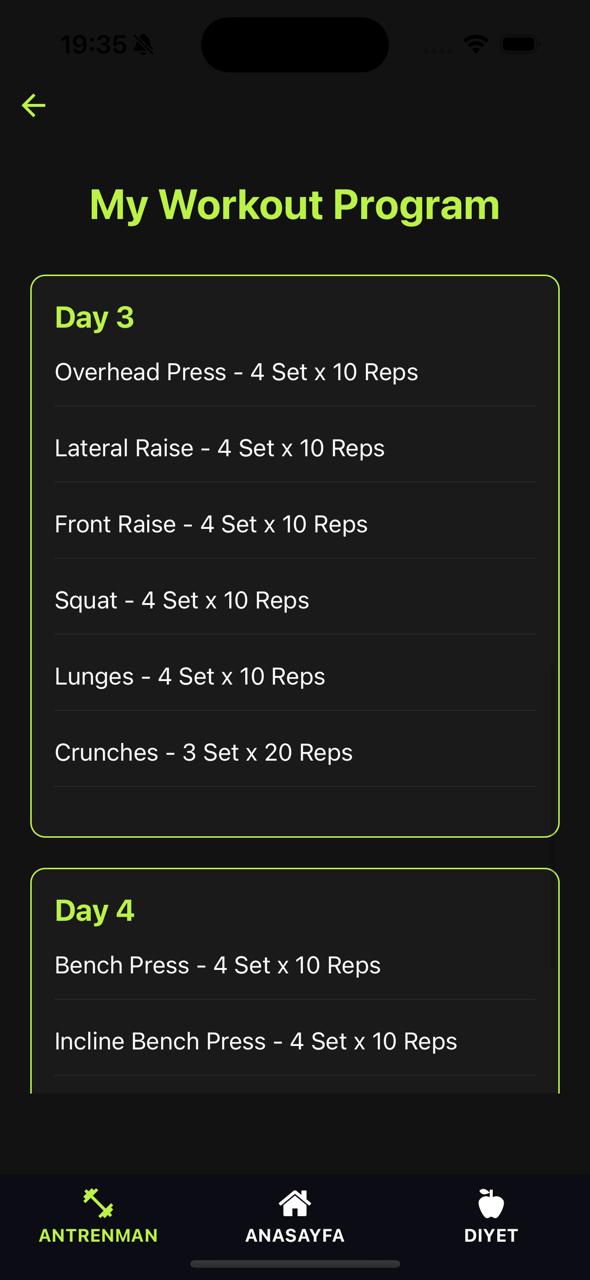 19:35
My Workout Program
Day 3
Overhead Press - 4 Set x 10 Reps
Lateral Raise - 4 Set x 10 Reps
Front Raise - 4 Set x 10 Reps
Squat - 4 Set x 10 Reps
Lunges - 4 Set x 10 Reps
Crunches - 3 Set x 20 Reps
Day 4
Bench Press - 4 Set x 10 Reps
Incline Bench Press - 4 Set x 10 Reps
ANTRENMAN
ANASAYFA
DIYET